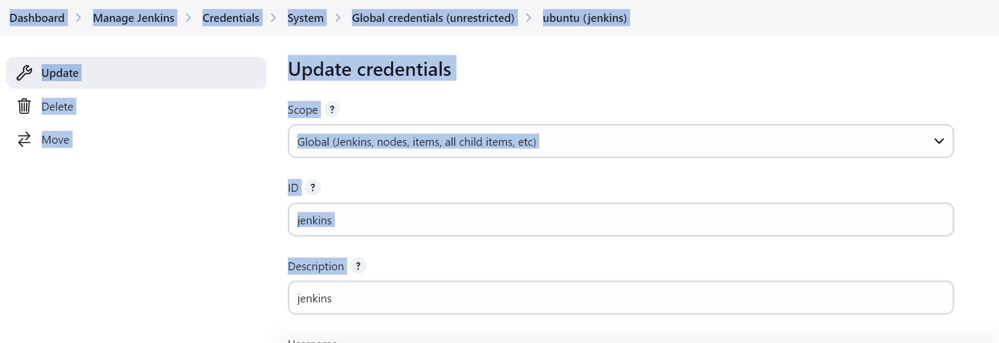 Dashboard > Manage Jenkins > Credentials > System > Global credentials (unrestricted) > ubuntu (jenkins)
Update
Delete
Move
Update credentials
Scope ?
Global (Jenkins, nodes, items, all child items, etc)
ID ?
jenkins
Description ?
jenkins
Username